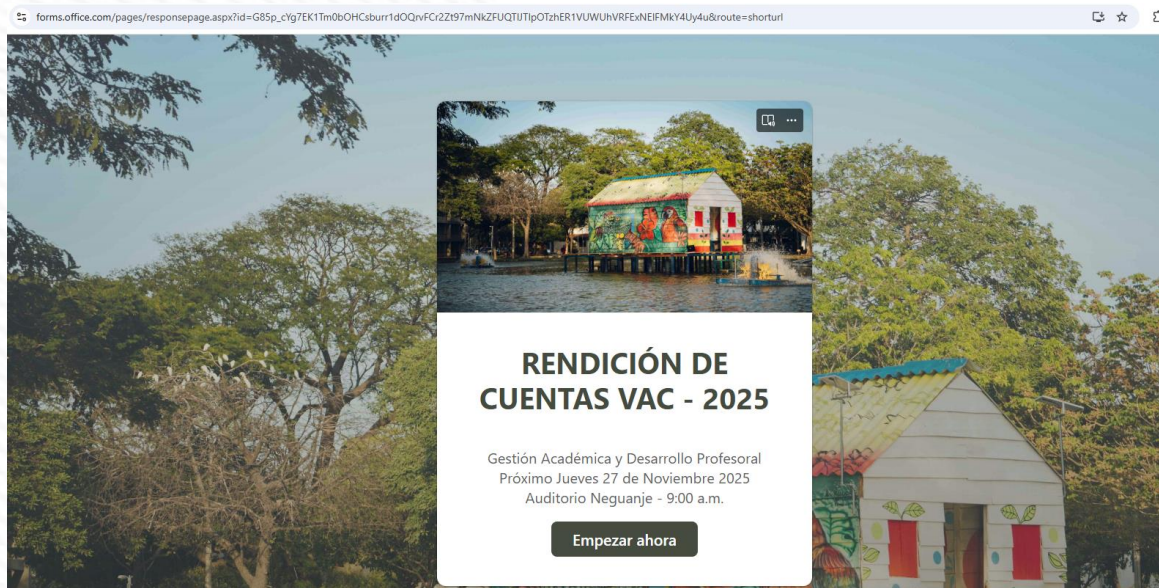 forms.office.com/pages/responsepage.aspx?id=G85p_cYg7EK1Tm0bOHCsburr1dOQrvFCr2Zt97mNkZFUQTlJTlpOTzhER1VUWUhVRFExNElFMkY4Uy4u&route=shorturl
RENDICIÓN DE
CUENTAS VAC - 2025
Gestión Académica y Desarrollo Profesoral
Próximo Jueves 27 de Noviembre 2025
Auditorio Neguanje - 9:00 a.m.
Empezar ahora